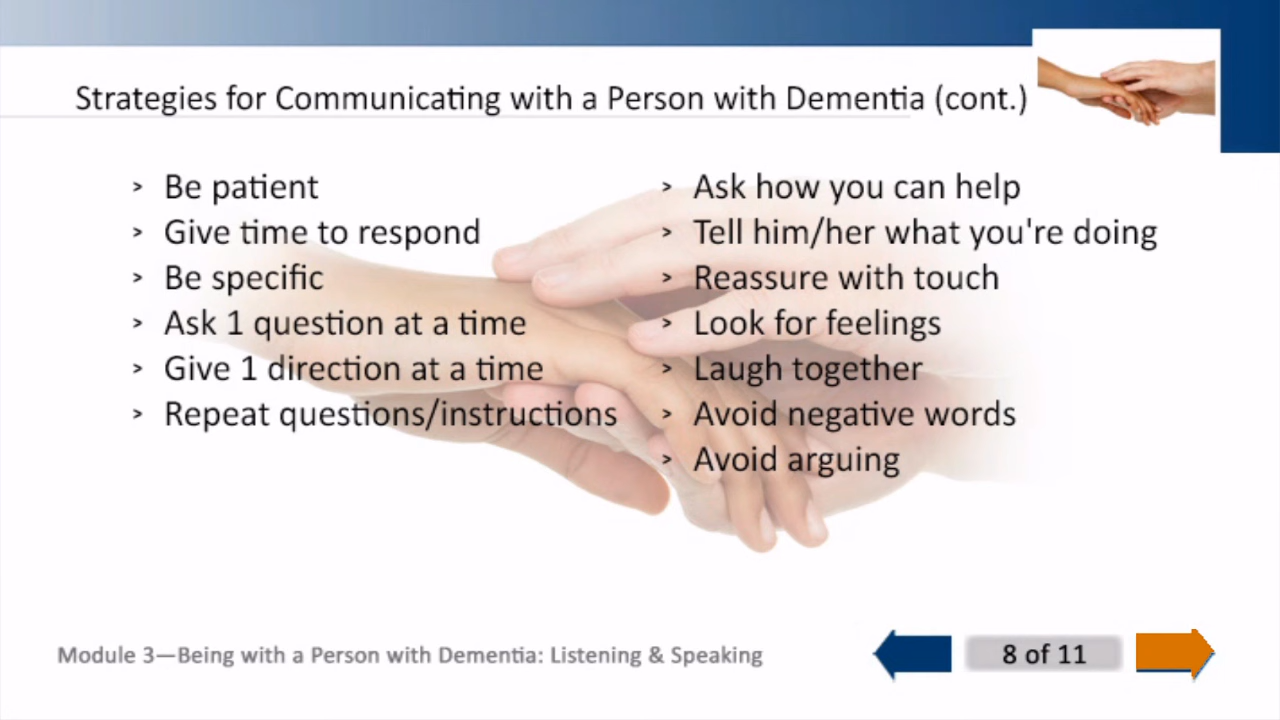 Strategies for Communicating with a Person with Dementia (cont.)
> Be patient
> Give time to respond
> Be specific
> Ask 1 question at a time
> Give 1 direction at a time
> Repeat questions/instructions
> Ask how you can help
> Tell him/her what you're doing
> Reassure with touch
> Look for feelings
> Laugh together
> Avoid negative words
> Avoid arguing
Module 3—Being with a Person with Dementia: Listening & Speaking
8 of 11